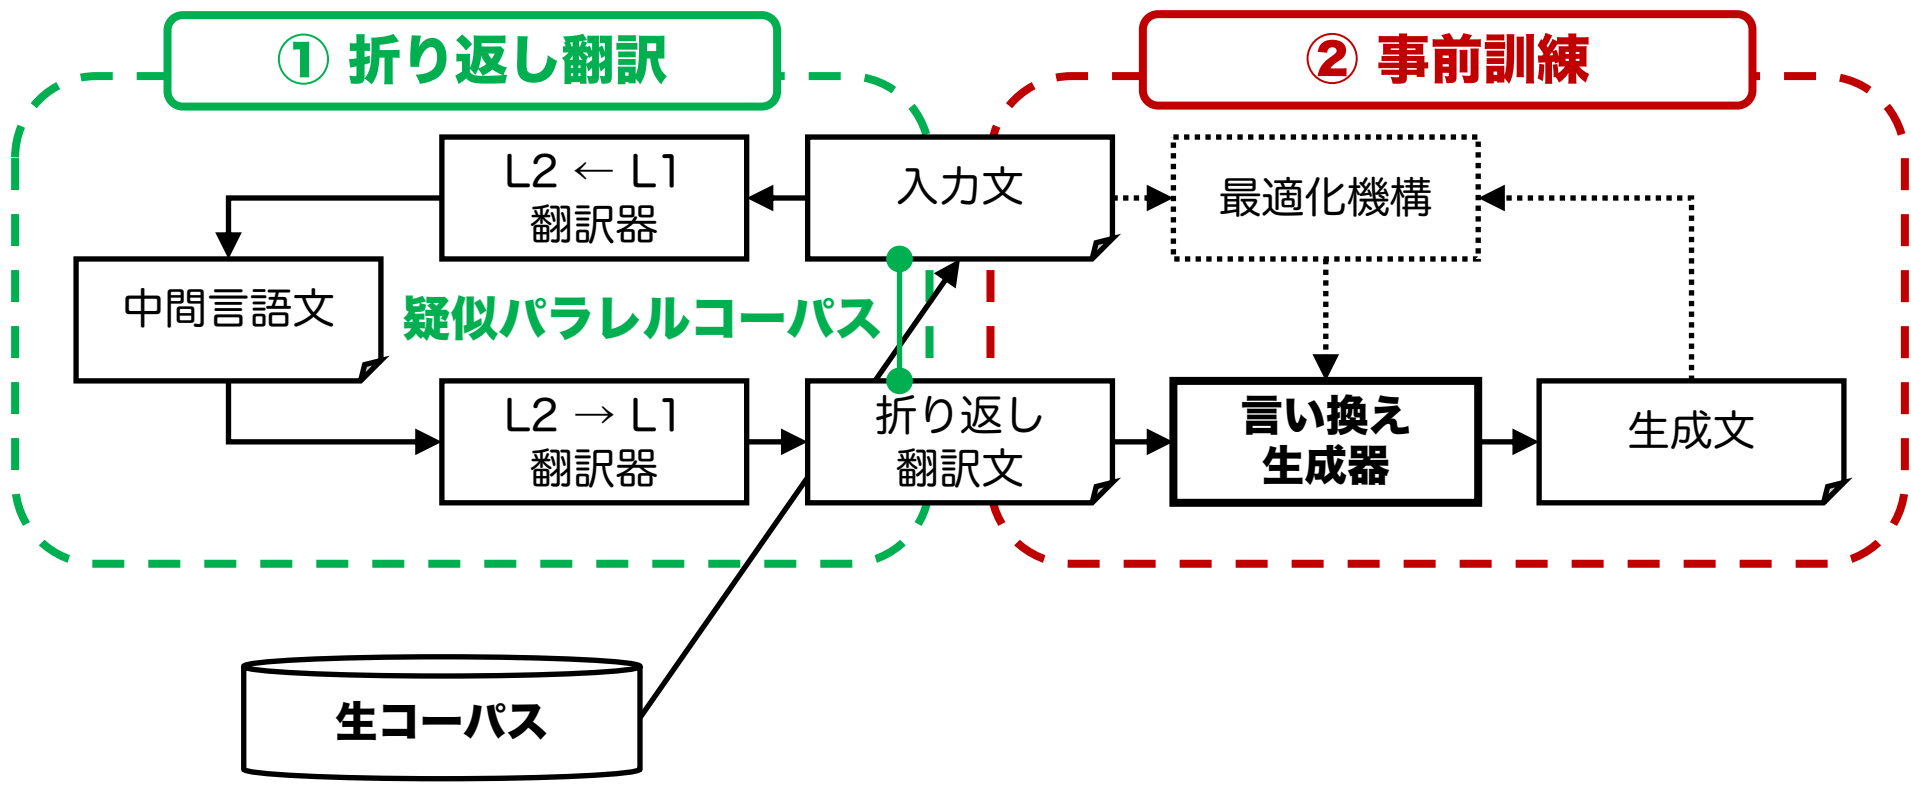 ① 折り返し翻訳
② 事前訓練
L2 ← L1
翻訳器
入力文
最適化機構
中間言語文
疑似パラレルコーパス
L2 → L1
翻訳器
折り返し
翻訳文
言い換え
生成器
生成文
生コーパス